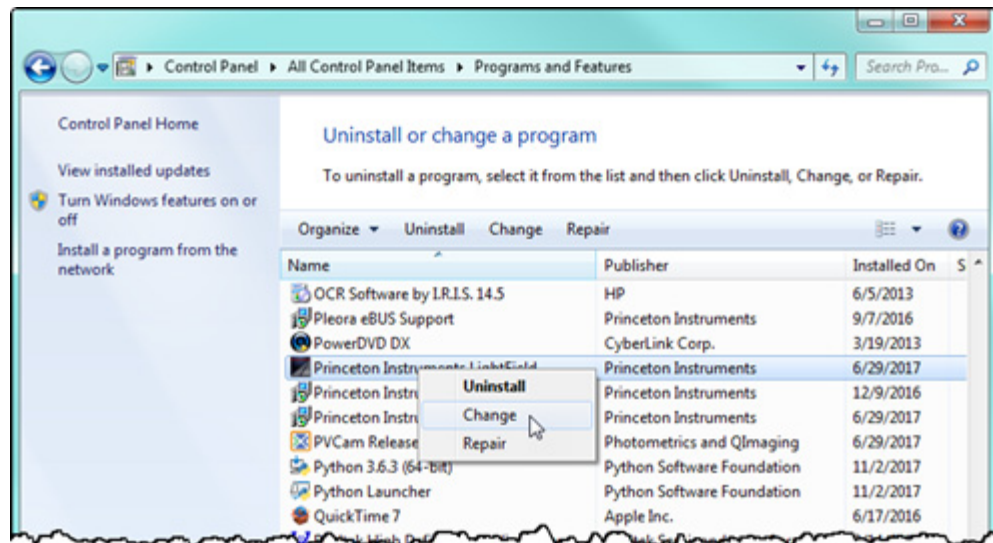 Control Panel ▸ All Control Panel Items ▸ Programs and Features
Search Pro...
Control Panel Home
View installed updates
Turn Windows features on or
off
Install a program from the
network
Uninstall or change a program
To uninstall a program, select it from the list and then click Uninstall, Change, or Repair.
Organize Uninstall Change Repair
Name Publisher Installed On S
OCR Software by I.R.I.S. 14.5 HP 6/5/2013
Pleora eBUS Support Princeton Instruments 9/7/2016
PowerDVD DX CyberLink Corp. 3/19/2013
Princeton Instruments LightField Princeton Instruments 6/29/2017
Princeton Instru Princeton Instruments 12/9/2016
Princeton Instru Princeton Instruments 6/29/2017
PVCam Release Photometrics and QImaging 6/29/2017
Python 3.6.3 (64-bit) Python Software Foundation 11/2/2017
Python Launcher Python Software Foundation 11/2/2017
QuickTime 7 Apple Inc. 6/17/2016
Uninstall
Change
Repair